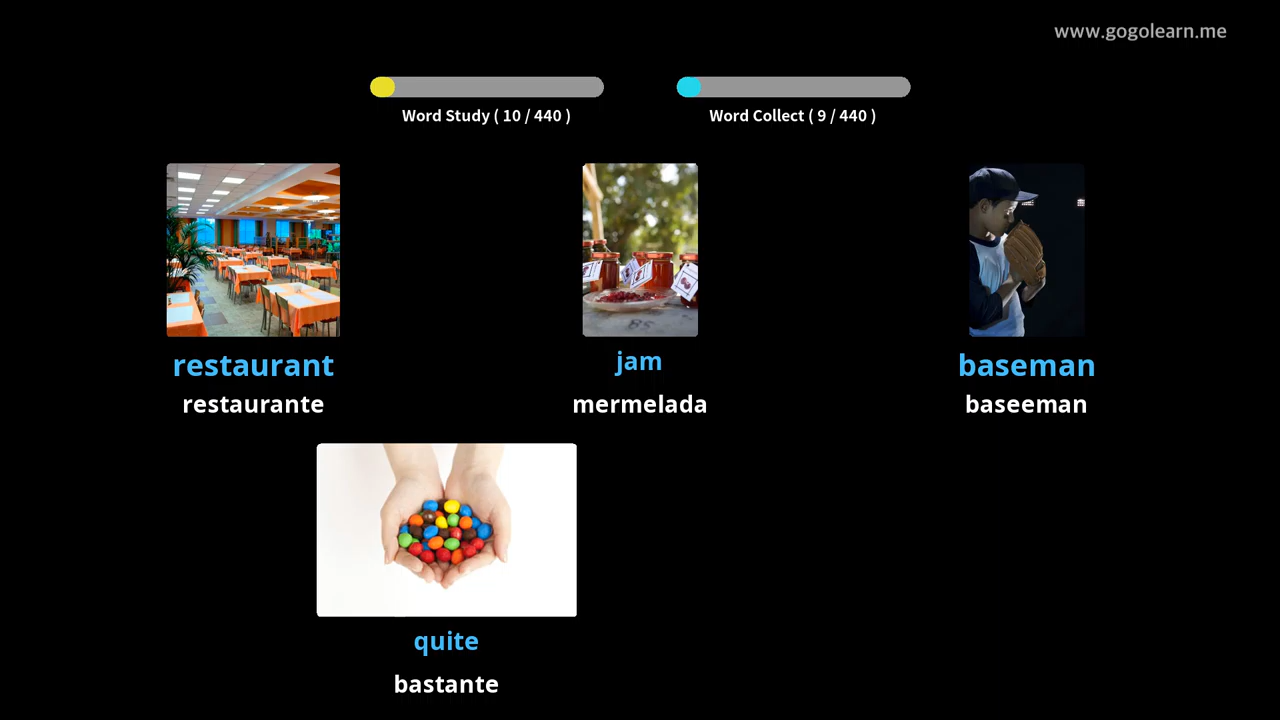 www.gogolearn.me
Word Study ( 10 / 440 )
Word Collect ( 9 / 440 )
restaurant
restaurante
jam
mermelada
baseman
baseeman
quite
bastante